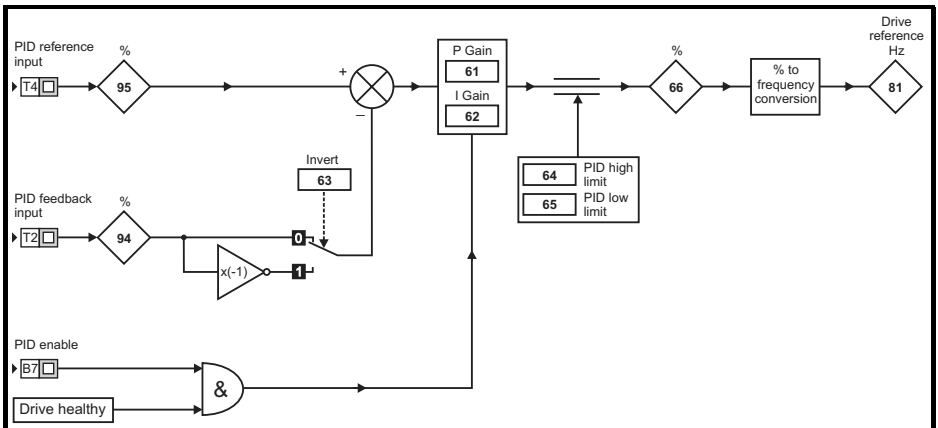 PID reference
input
T4
%
95
+
–
P Gain
61
I Gain
62
%
66
% to
frequency
conversion
Drive
reference
Hz
81
64
PID high
limit
65
PID low
limit
Invert
63
PID feedback
input
T2
%
94
0
x(-1)
1
PID enable
B7
Drive healthy
&